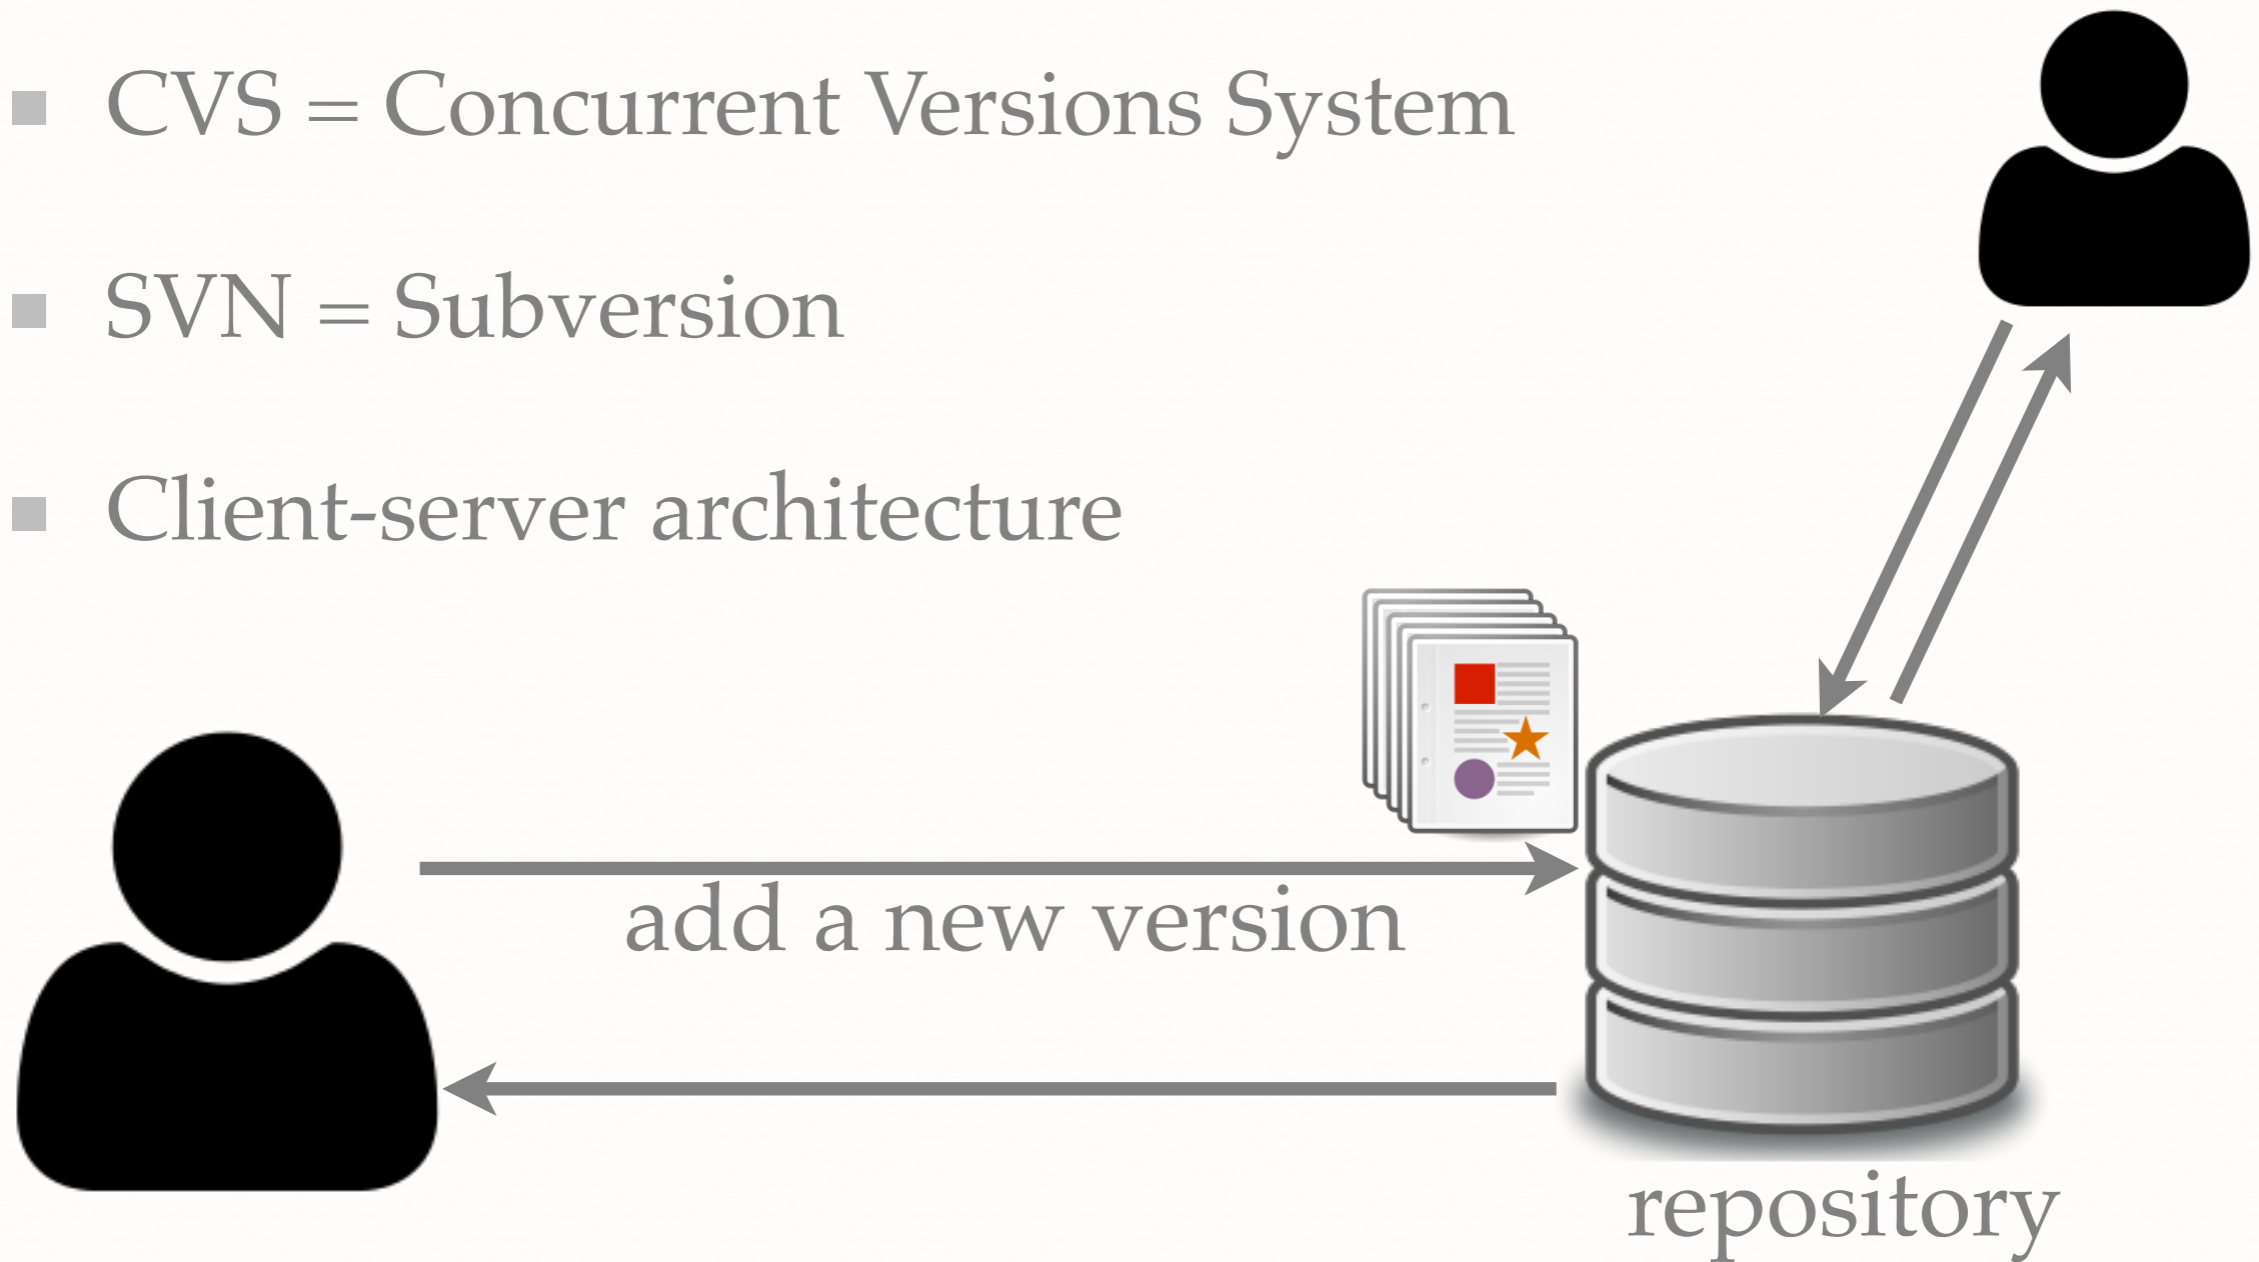 CVS = Concurrent Versions System
SVN = Subversion
Client-server architecture
add a new version
repository